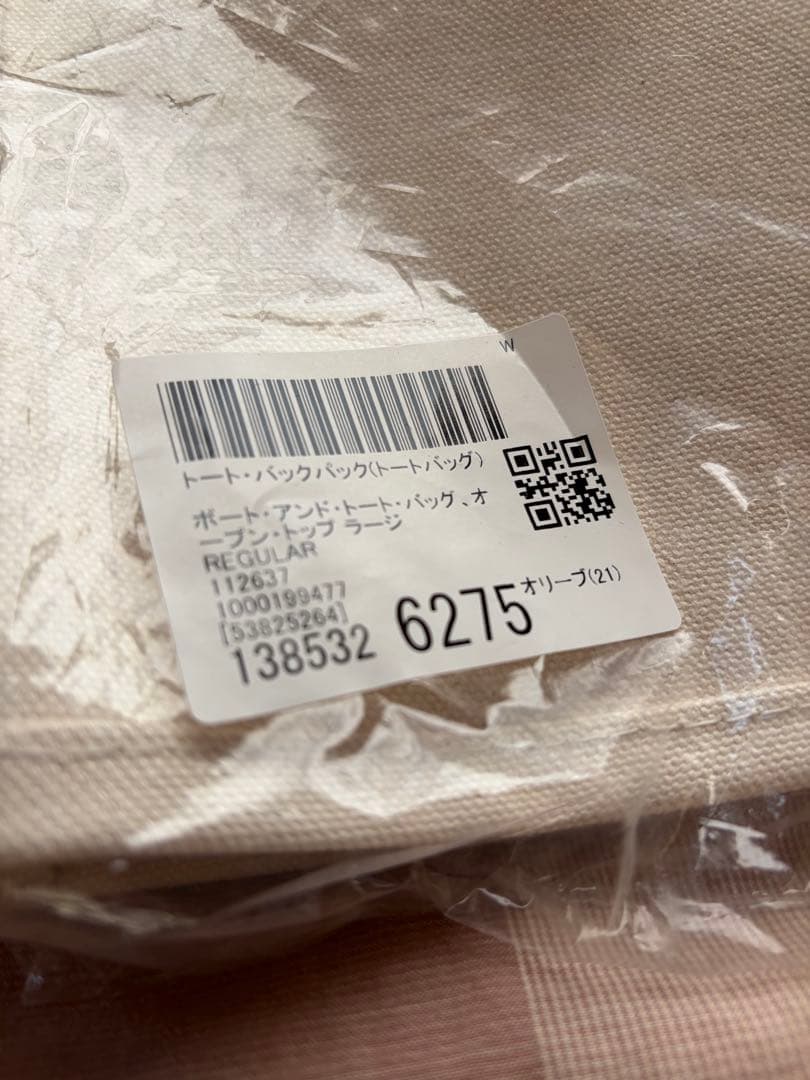 W
トート・バックパック(トートバッグ)
ボート・アンド・トート・バッグ、オ
ープン・トップ ラージ
REGULAR
112637
1000199477
[53825264]
138532 6275 オリーブ(21)